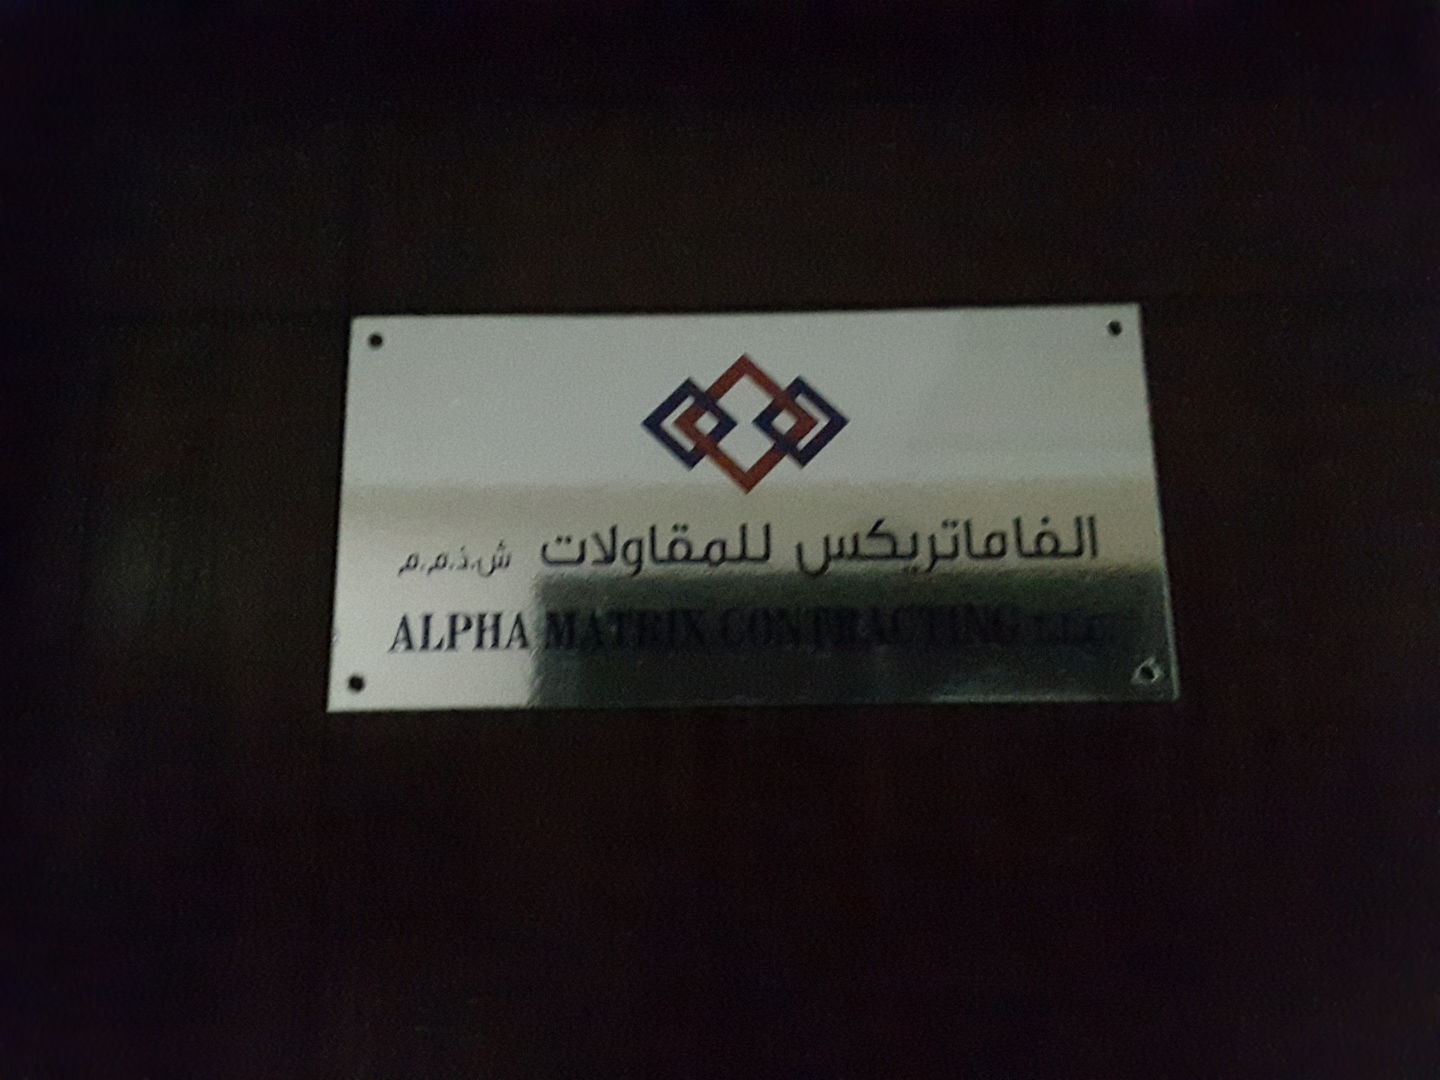 الفاماتريكس للمقاولات ش.ذ.م.م
ALPHA MATRIX CONTRACTING L.L.C.